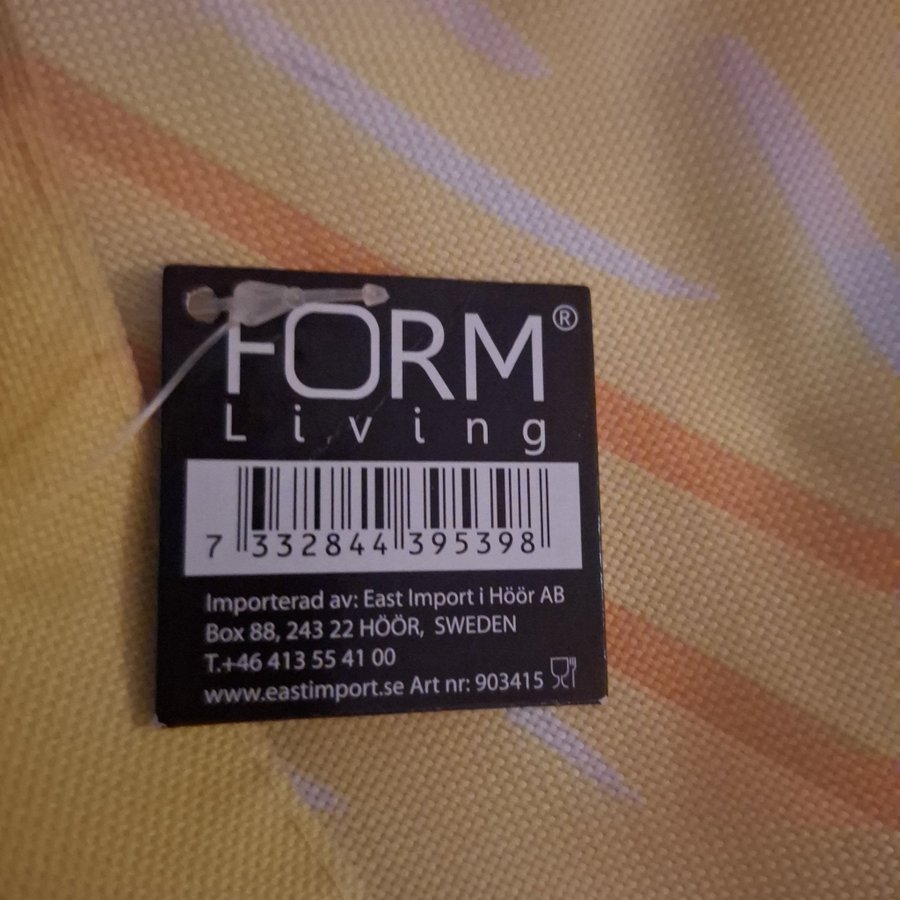 FORM®
Living
7 332844 395398
Importerad av: East Import i Höör AB
Box 88, 243 22 HÖÖR, SWEDEN
T.+46 413 55 41 00
www.eastimport.se Art nr: 903415